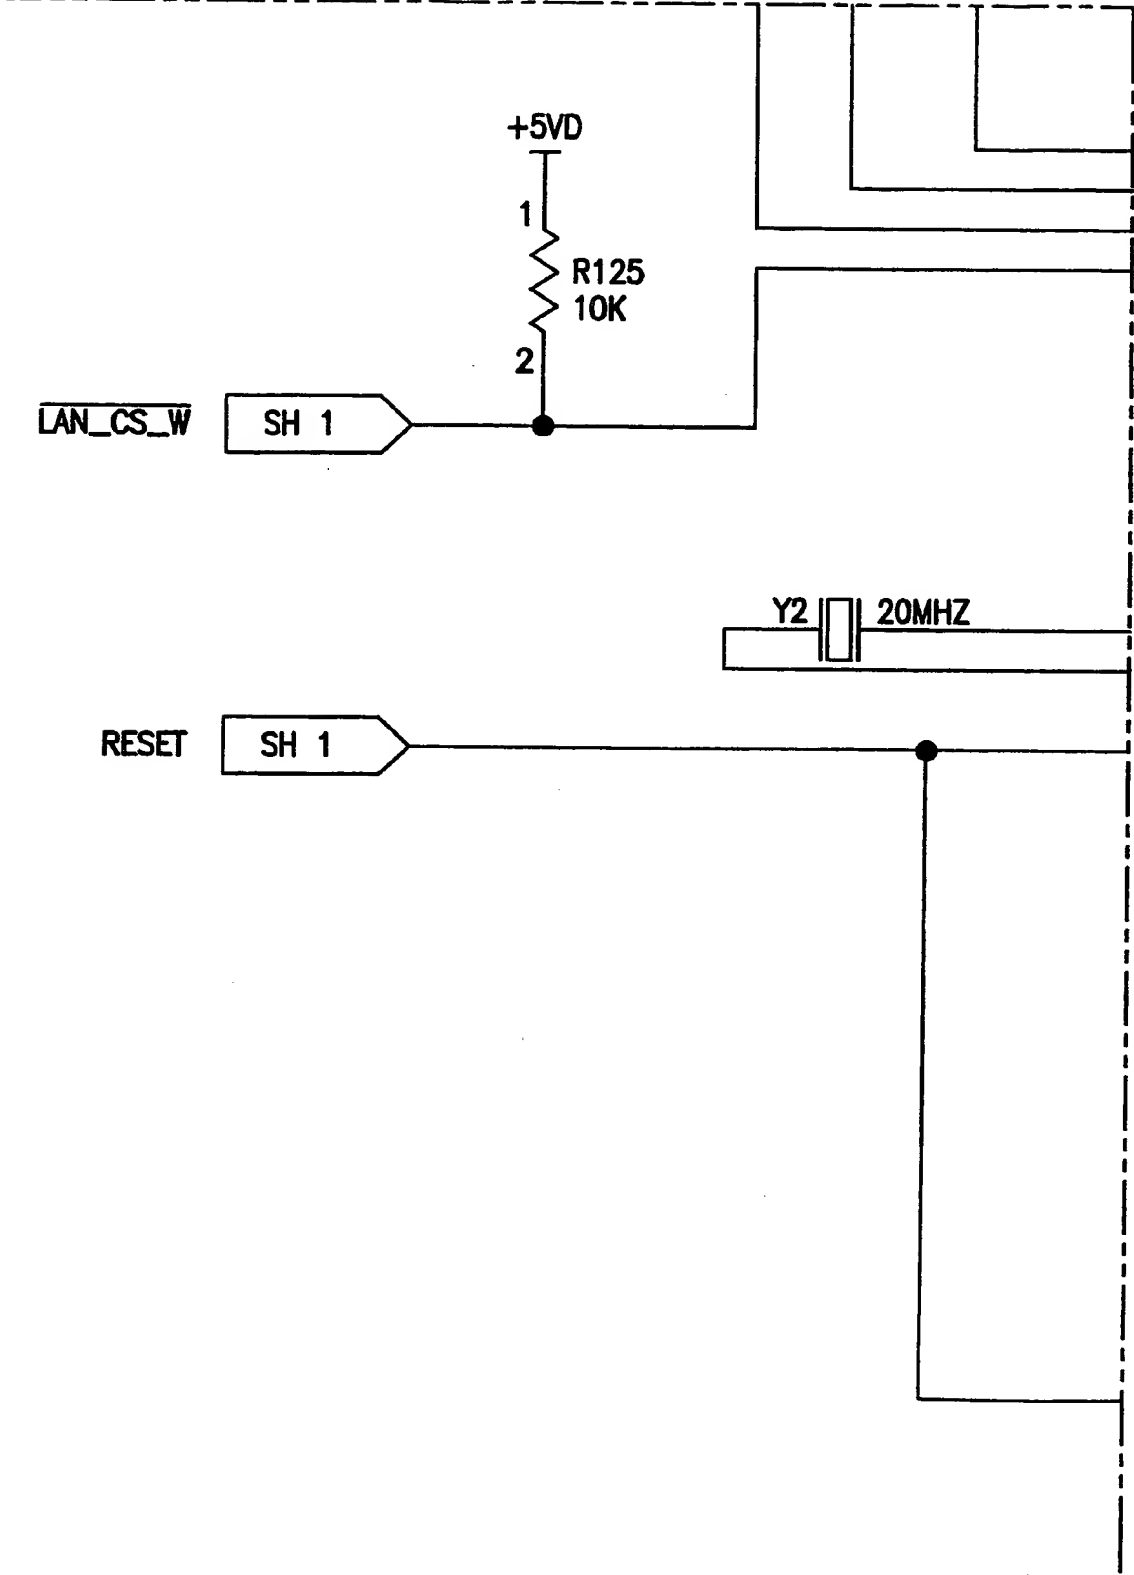 +5VD
1
R125
10K
2
LAN_CS_W SH 1
Y2 20MHZ
RESET SH 1